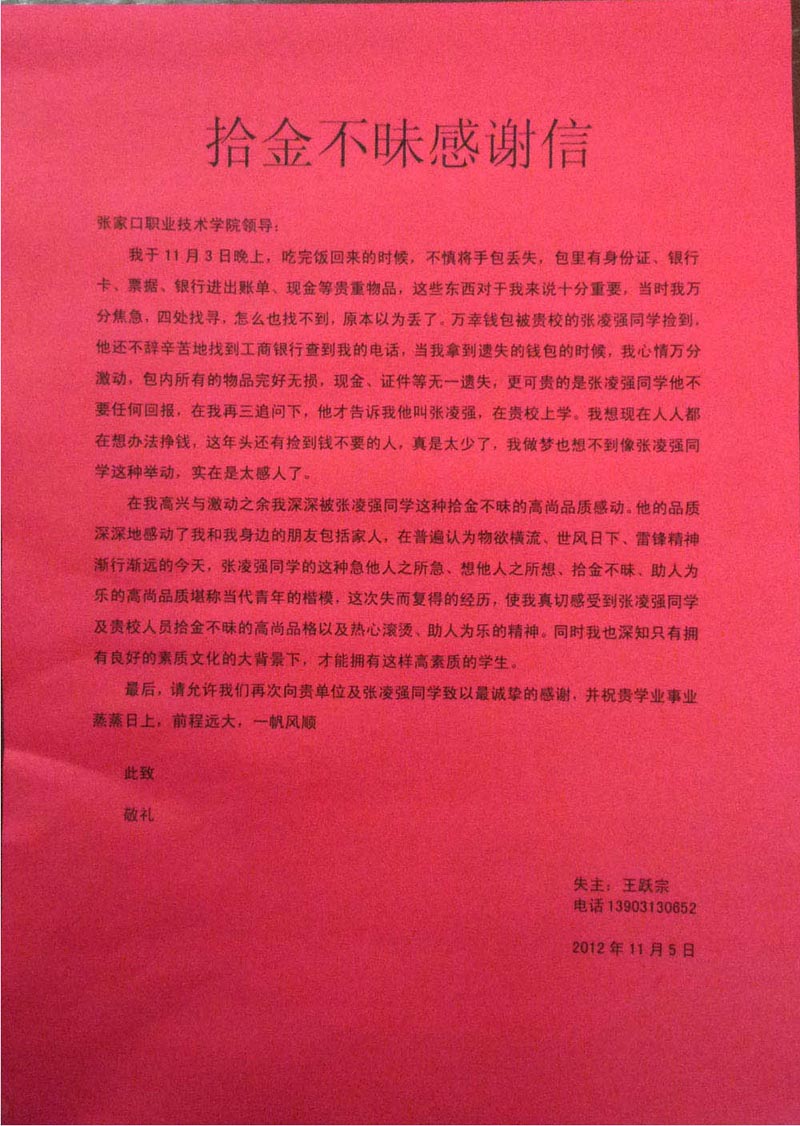 拾金不昧感谢信
张家口职业技术学院领导：
我于 11 月 3 日晚上，吃完饭回来的时候，不慎将手包丢失，包里有身份证、银行
卡、票据、银行进出账单、现金等贵重物品，这些东西对于我来说十分重要，当时我万
分焦急，四处找寻，怎么也找不到，原本以为丢了。万幸钱包被贵校的张凌强同学捡到，
他还不辞辛苦地找到工商银行查到我的电话，当我拿到遗失的钱包的时候，我心情万分
激动，包内所有的物品完好无损，现金、证件等无一遗失，更可贵的是张凌强同学他不
要任何回报，在我再三追问下，他才告诉我他叫张凌强，在贵校上学。我想现在人人都
在想办法挣钱，这年头还有捡到钱不要的人，真是太少了，我做梦也想不到像张凌强同
学这种举动，实在是太感人了。
在我高兴与激动之余我深深被张凌强同学这种拾金不昧的高尚品质感动。他的品质
深深地感动了我和我身边的朋友包括家人，在普遍认为物欲横流、世风日下、雷锋精神
渐行渐远的今天，张凌强同学的这种急他人之所急、想他人之所想、拾金不昧、助人为
乐的高尚品质堪称当代青年的楷模，这次失而复得的经历，使我真切感受到张凌强同学
及贵校人员拾金不昧的高尚品格以及热心滚烫、助人为乐的精神。同时我也深知只有拥
有良好的素质文化的大背景下，才能拥有这样高素质的学生。
最后，请允许我们再次向贵单位及张凌强同学致以最诚挚的感谢，并祝贵学业事业
蒸蒸日上，前程远大，一帆风顺
此致
敬礼
失主：王跃宗
电话 13903130652
2012 年 11 月 5 日